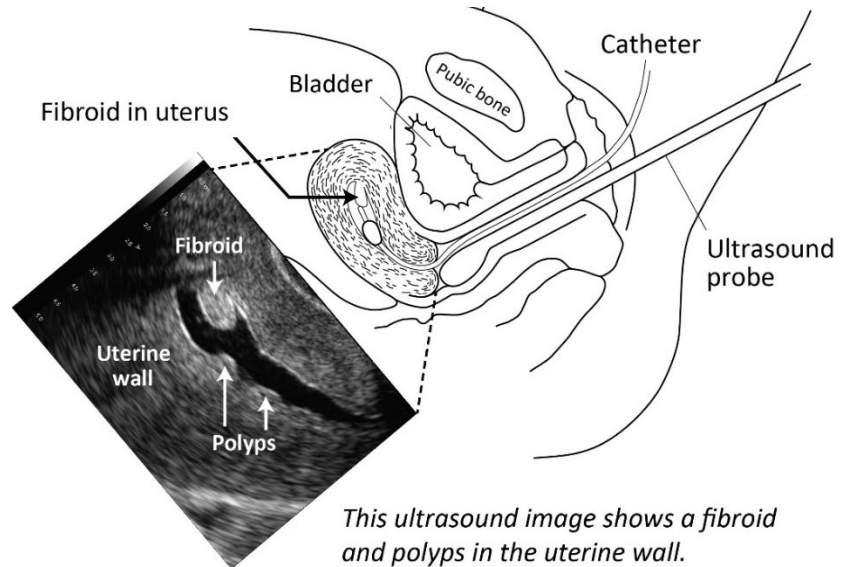 Catheter
Pubic bone
Bladder
Fibroid in uterus
Fibroid
Ultrasound
probe
Uterine
wall
Polyps
This ultrasound image shows a fibroid
and polyps in the uterine wall.